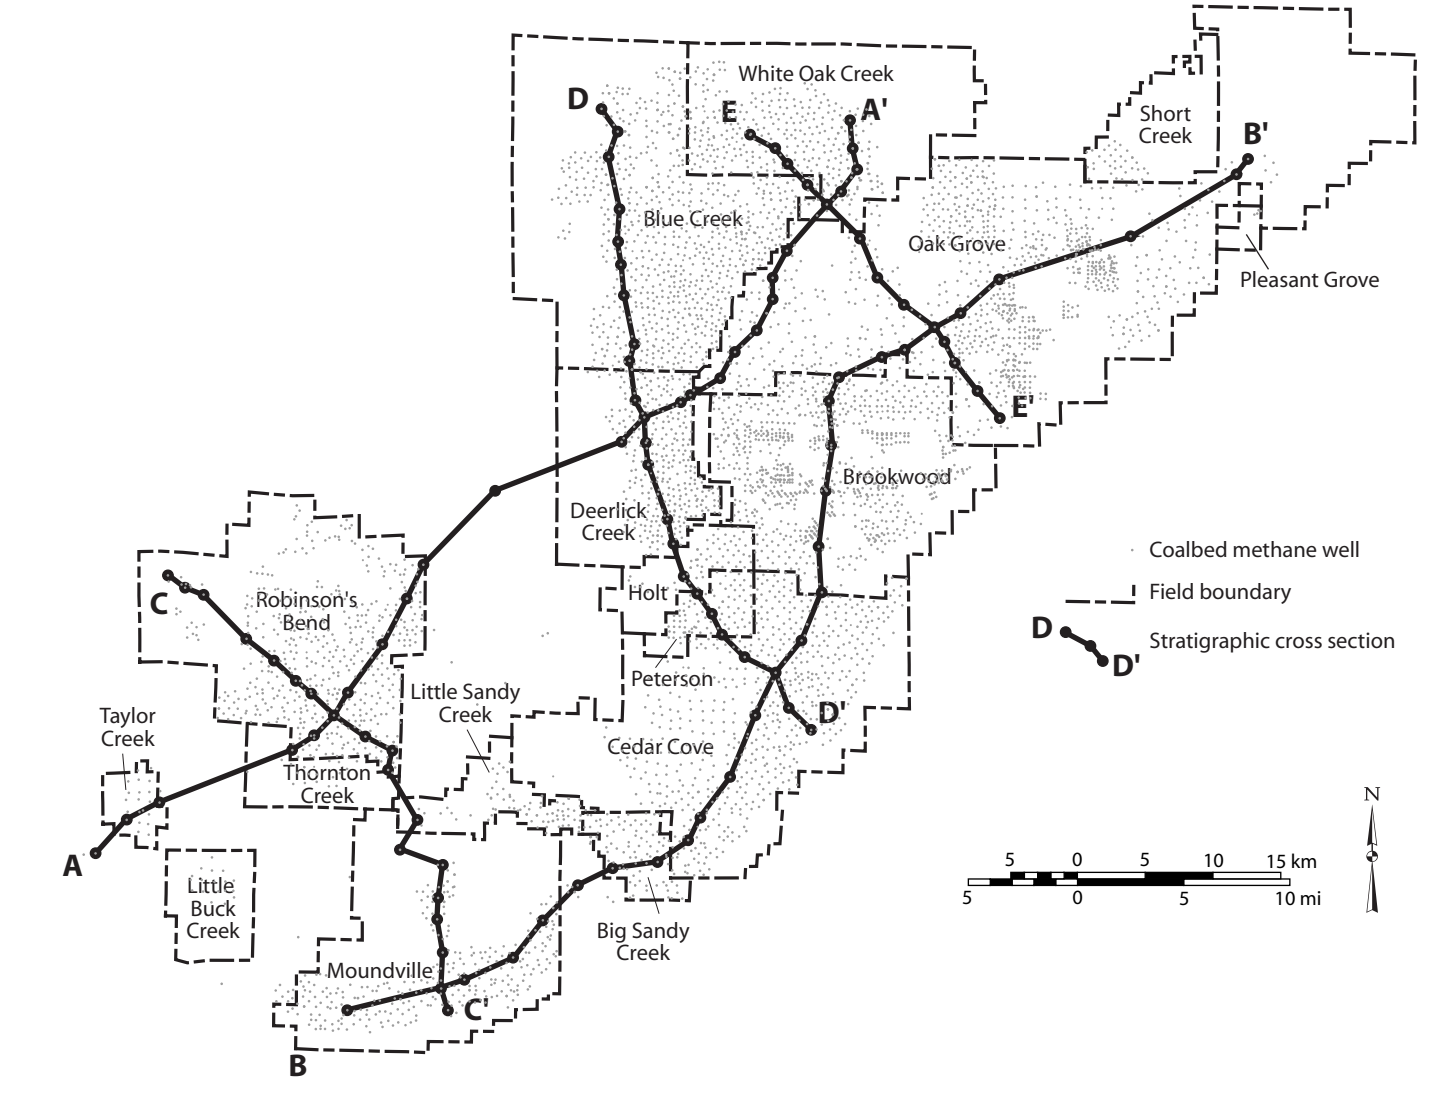 White Oak Creek
D
E
A'
Short
Creek
B'
Blue Creek
Oak Grove
Pleasant Grove
E'
Brookwood
Deerlick
Creek
Coalbed methane well
C
Robinson's
Bend
Holt
Field boundary
D
D'
Stratigraphic cross section
Peterson
Little Sandy
Creek
Taylor
Creek
D'
Cedar Cove
Thornton
Creek
N
A
5 0 5 10 15 km
5 0 5 10 mi
Little
Buck
Creek
Big Sandy
Creek
Moundville
C'
B